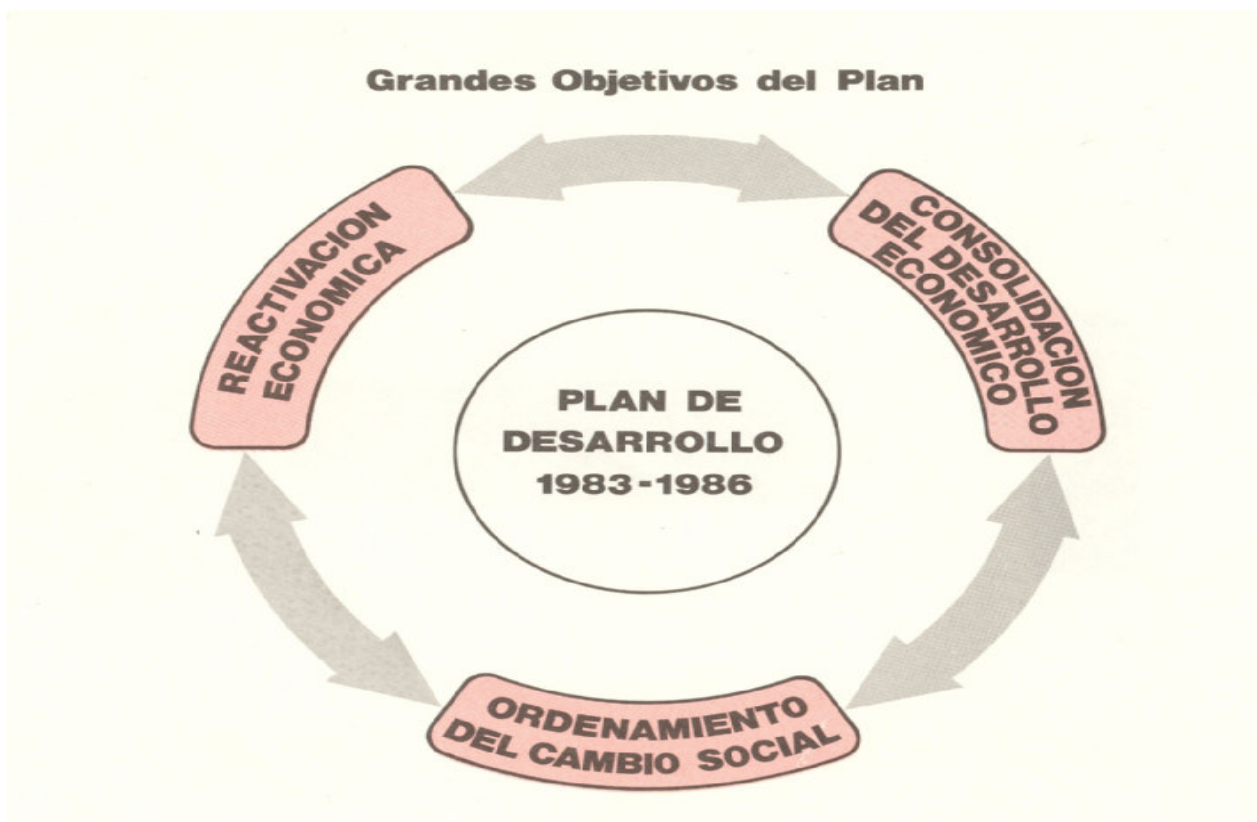 Grandes Objetivos del Plan
REACTIVACION
ECONOMICA
CONSOLIDACION
DEL DESARROLLO
ECONOMICO
PLAN DE
DESARROLLO
1983-1986
ORDENAMIENTO
DEL CAMBIO SOCIAL